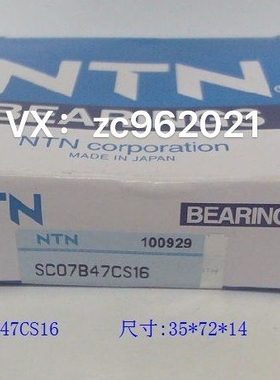 NTN
BEARINGS
VX：zc962021
NTN corporation
MADE IN JAPAN
NTN
BEARING
NTN 100929
SC07B47CS16
47CS16 尺寸:35*72*14